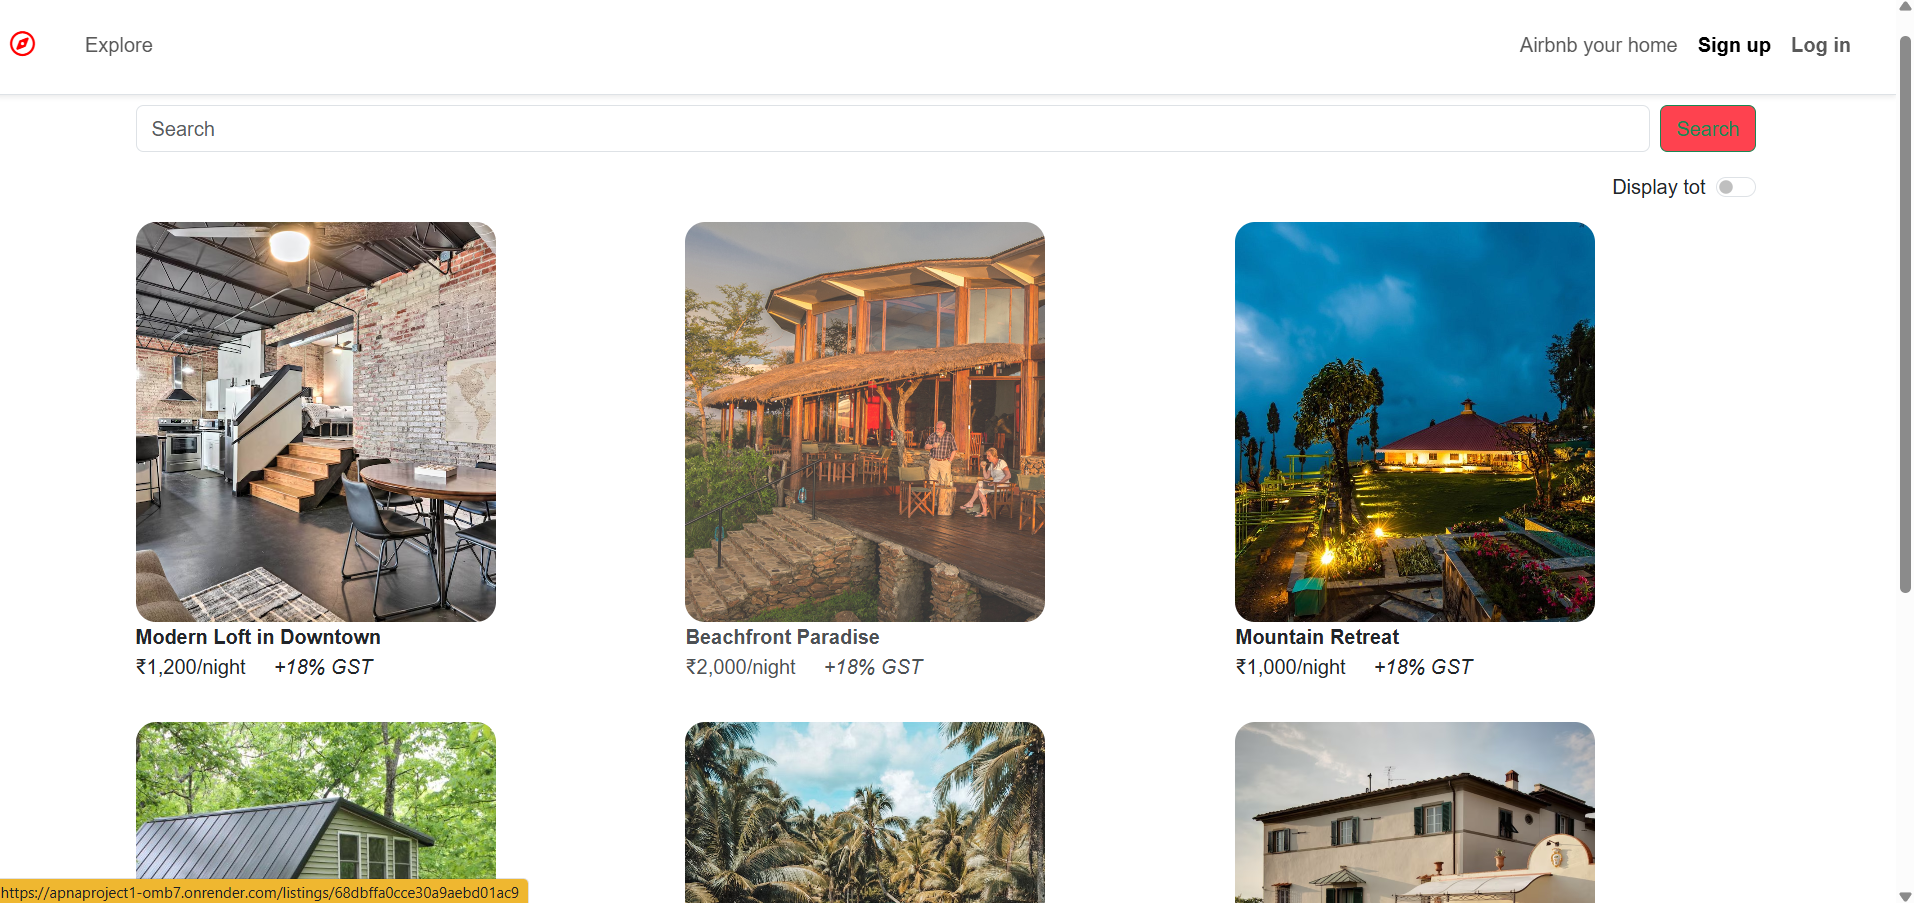 Explore
Airbnb your home Sign up Log in
Search
Search
Display tot
Modern Loft in Downtown
₹1,200/night +18% GST
Beachfront Paradise
₹2,000/night +18% GST
Mountain Retreat
₹1,000/night +18% GST
https://apnaproject1-omb7.onrender.com/listings/68dbffa0cce30a9aebd01ac9